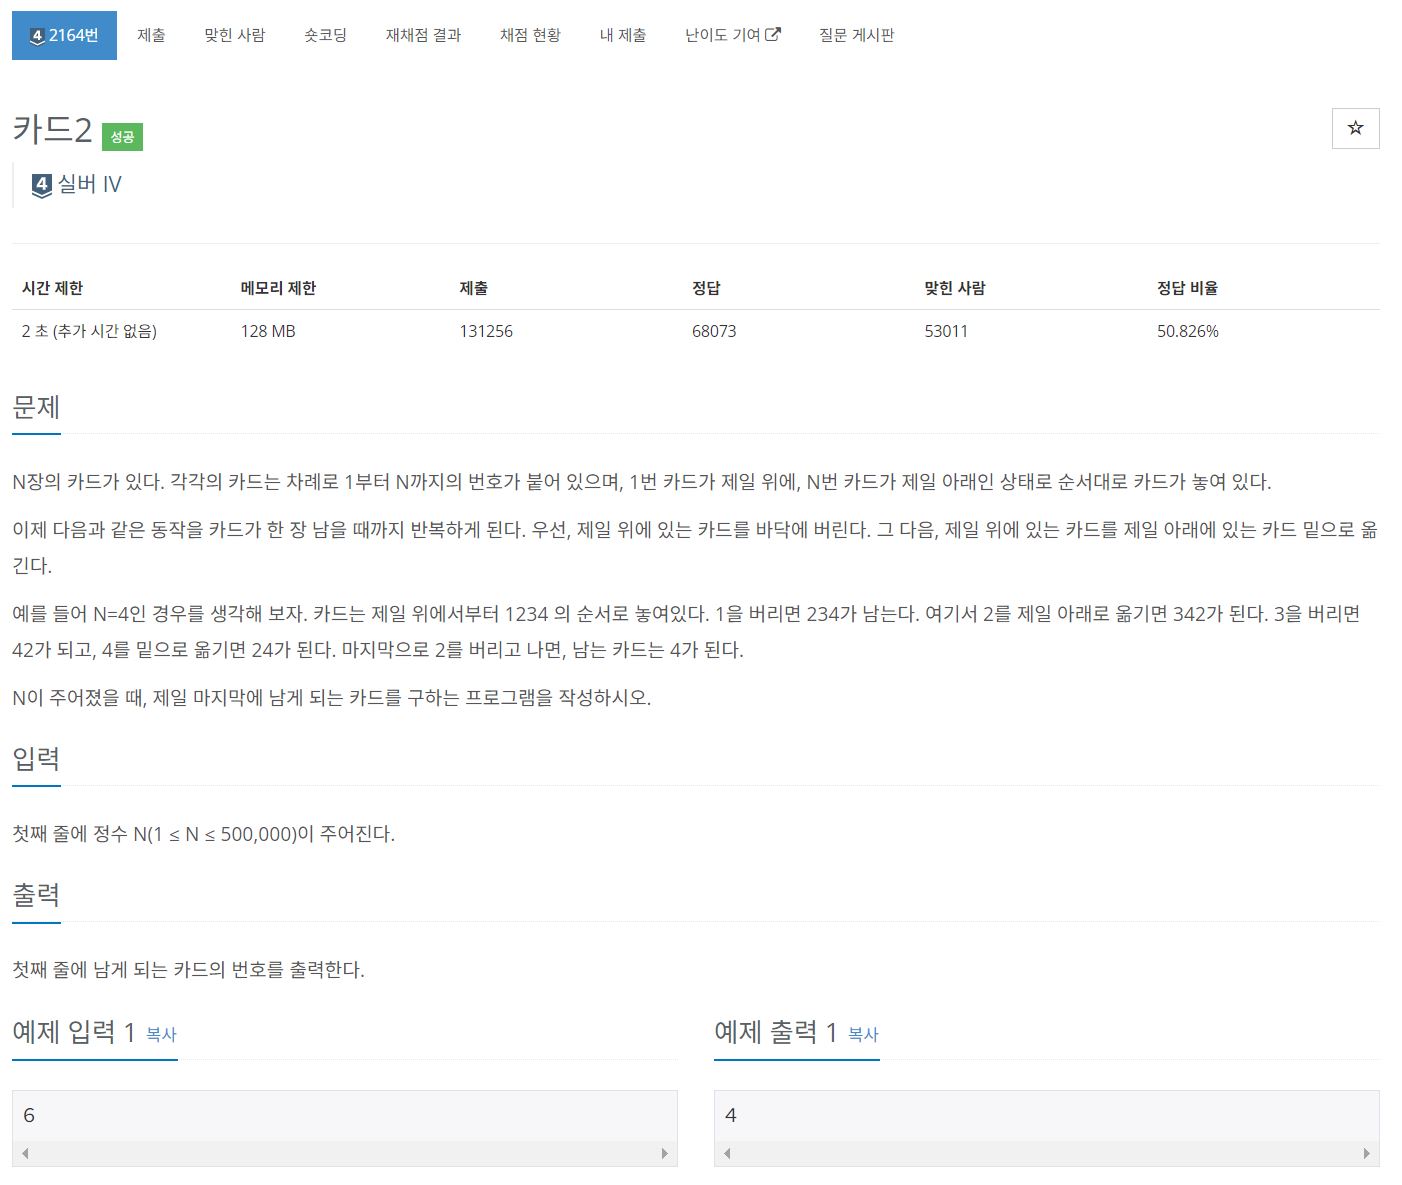 4 2164번 제출 맞힌 사람 숏코딩 재채점 결과 채점 현황 내 제출 난이도 기여 질문 게시판
카드2 성공
4 실버 IV
시간 제한 메모리 제한 제출 정답 맞힌 사람 정답 비율
2 초 (추가 시간 없음) 128 MB 131256 68073 53011 50.826%
문제
N장의 카드가 있다. 각각의 카드는 차례로 1부터 N까지의 번호가 붙어 있으며, 1번 카드가 제일 위에, N번 카드가 제일 아래인 상태로 순서대로 카드가 놓여 있다.
이제 다음과 같은 동작을 카드가 한 장 남을 때까지 반복하게 된다. 우선, 제일 위에 있는 카드를 바닥에 버린다. 그 다음, 제일 위에 있는 카드를 제일 아래에 있는 카드 밑으로 옮
긴다.
예를 들어 N=4인 경우를 생각해 보자. 카드는 제일 위에서부터 1234 의 순서로 놓여있다. 1을 버리면 234가 남는다. 여기서 2를 제일 아래로 옮기면 342가 된다. 3을 버리면
42가 되고, 4를 밑으로 옮기면 24가 된다. 마지막으로 2를 버리고 나면, 남는 카드는 4가 된다.
N이 주어졌을 때, 제일 마지막에 남게 되는 카드를 구하는 프로그램을 작성하시오.
입력
첫째 줄에 정수 N(1 ≤ N ≤ 500,000)이 주어진다.
출력
첫째 줄에 남게 되는 카드의 번호를 출력한다.
예제 입력 1 복사 예제 출력 1 복사
6 4